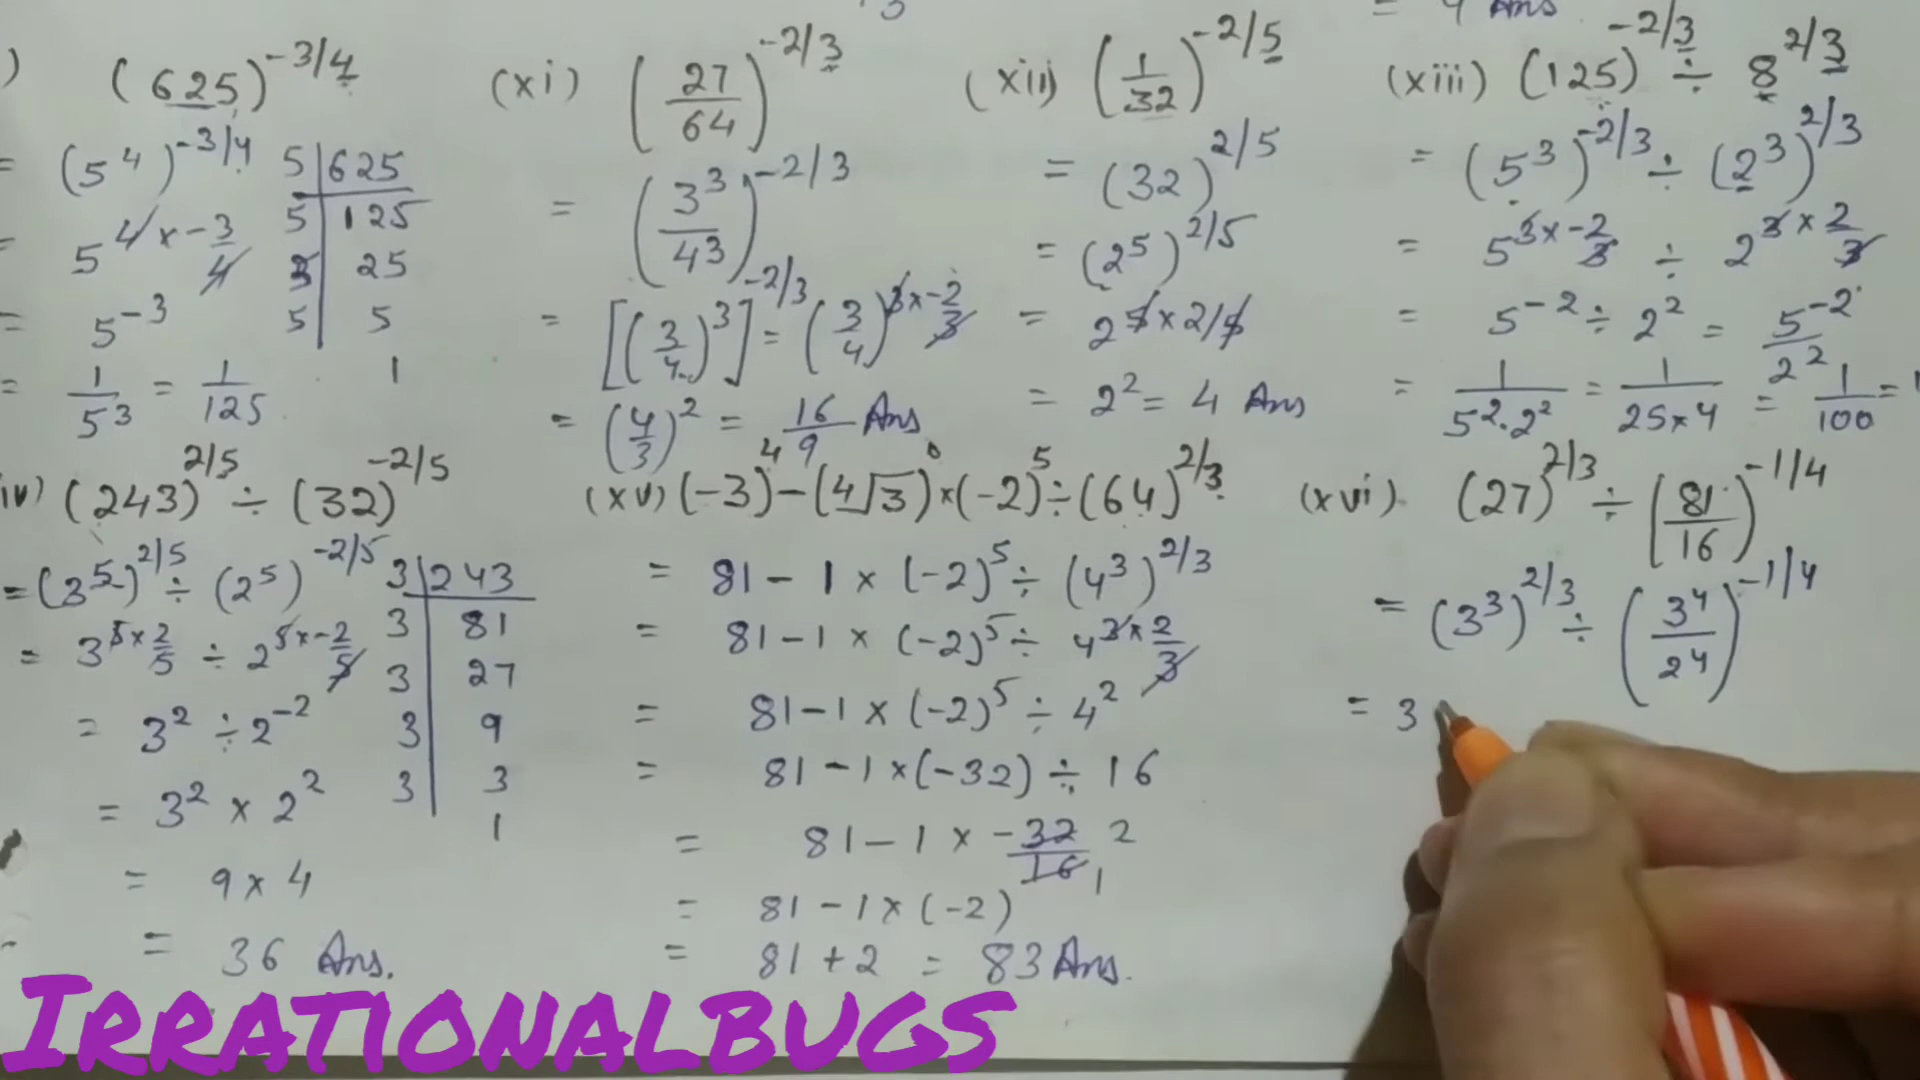 = 4 Ans
) (625)^-3/4
= (5^4)^-3/4
5 | 625
5 | 125
5 | 25
5 | 5
1
= 5^4×-3/4
= 5^-3
= 1/5^3 = 1/125
(xi) (27/64)^-2/3
= (3^3/4^3)^-2/3
= [(3/4)^3]^-2/3 = (3/4)^3×-2/3
= (4/3)^2 = 16/9 Ans
(xii) (1/32)^-2/5
= (32)^2/5
= (2^5)^2/5
= 2^5×2/5
= 2^2 = 4 Ans
(xiii) (125)^-2/3 ÷ 8^2/3
= (5^3)^-2/3 ÷ (2^3)^2/3
= 5^3×-2/3 ÷ 2^3×2/3
= 5^-2 ÷ 2^2 = 5^-2/2^2
= 1/5^2·2^2 = 1/25×4 = 1/100 =
iv) (243)^2/5 ÷ (32)^-2/5
= (3^5)^2/5 ÷ (2^5)^-2/5
= 3^5×2/5 ÷ 2^5×-2/5
= 3^2 ÷ 2^-2
= 3^2 × 2^2
= 9 × 4
= 36 Ans.
3 | 243
3 | 81
3 | 27
3 | 9
3 | 3
1
(xv) (-3)^4 - (4√3)^0 × (-2)^5 ÷ (64)^2/3
= 81 - 1 × (-2)^5 ÷ (4^3)^2/3
= 81 - 1 × (-2)^5 ÷ 4^3×2/3
= 81 - 1 × (-2)^5 ÷ 4^2
= 81 - 1 × (-32) ÷ 16
= 81 - 1 × -32/16 2 1
= 81 - 1 × (-2)
= 81 + 2 = 83 Ans.
(xvi) (27)^2/3 ÷ (81/16)^-1/4
= (3^3)^2/3 ÷ (3^4/2^4)^-1/4
= 3
IRRATIONALBUGS